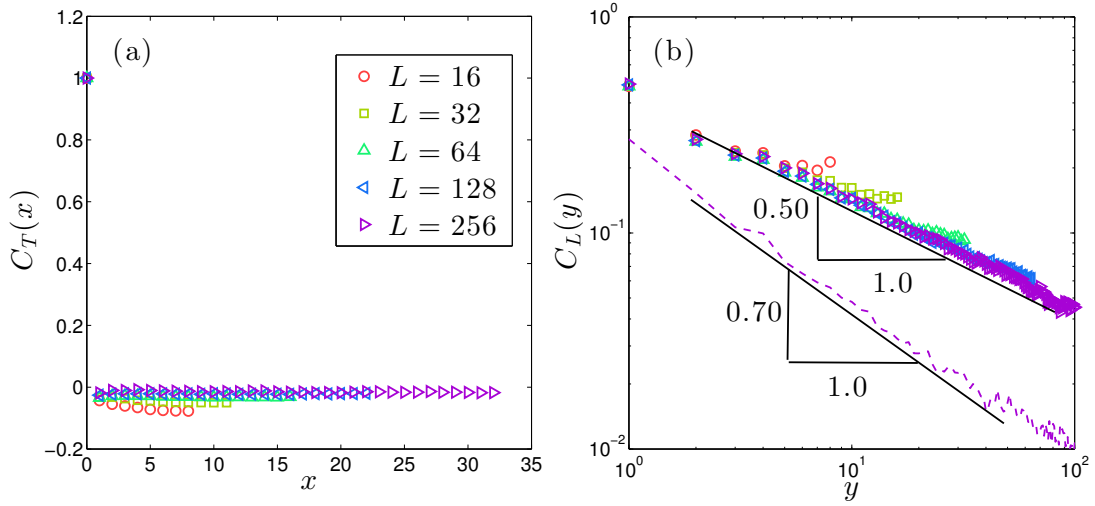 (a)
1.2
1
0.8
0.6
0.4
0.2
0
−0.2
C_T(x)
L = 16
L = 32
L = 64
L = 128
L = 256
0 5 10 15 20 25 30 35
x
(b)
10^0
10^{-1}
10^{-2}
C_L(y)
0.50
1.0
0.70
1.0
10^0 10^1 10^2
y